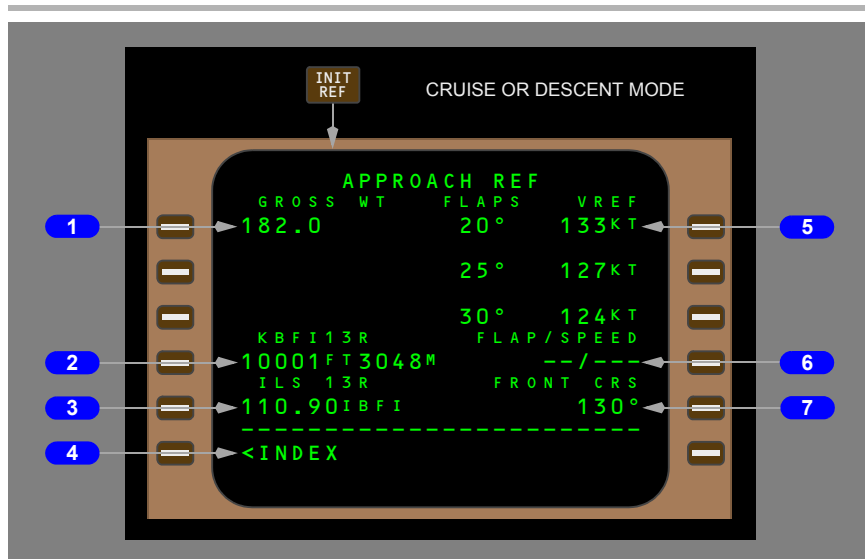 INIT
REF
CRUISE OR DESCENT MODE
APPROACH REF
GROSS WT FLAPS VREF
1 182.0 20° 133KT 5
25° 127KT
30° 124KT
KBFI13R FLAP/SPEED
2 10001FT3048M --/--- 6
ILS 13R FRONT CRS
3 110.90IBFI 130° 7
------------------------
4 <INDEX